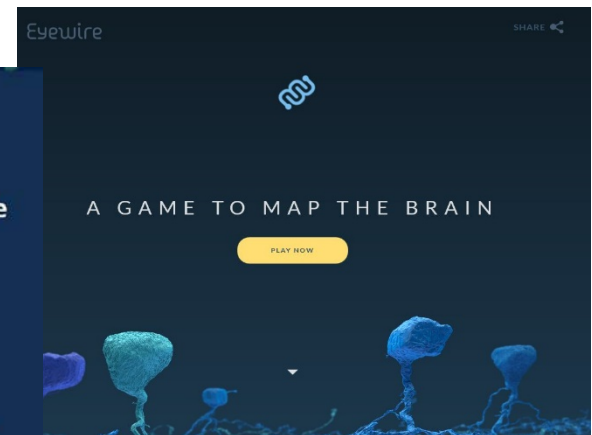 Eyewire
SHARE
e
A GAME TO MAP THE BRAIN
PLAY NOW